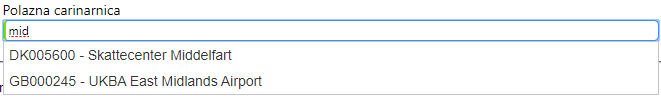 Polazna carinarnica
mid
DK005600 - Skattecenter Middelfart
GB000245 - UKBA East Midlands Airport